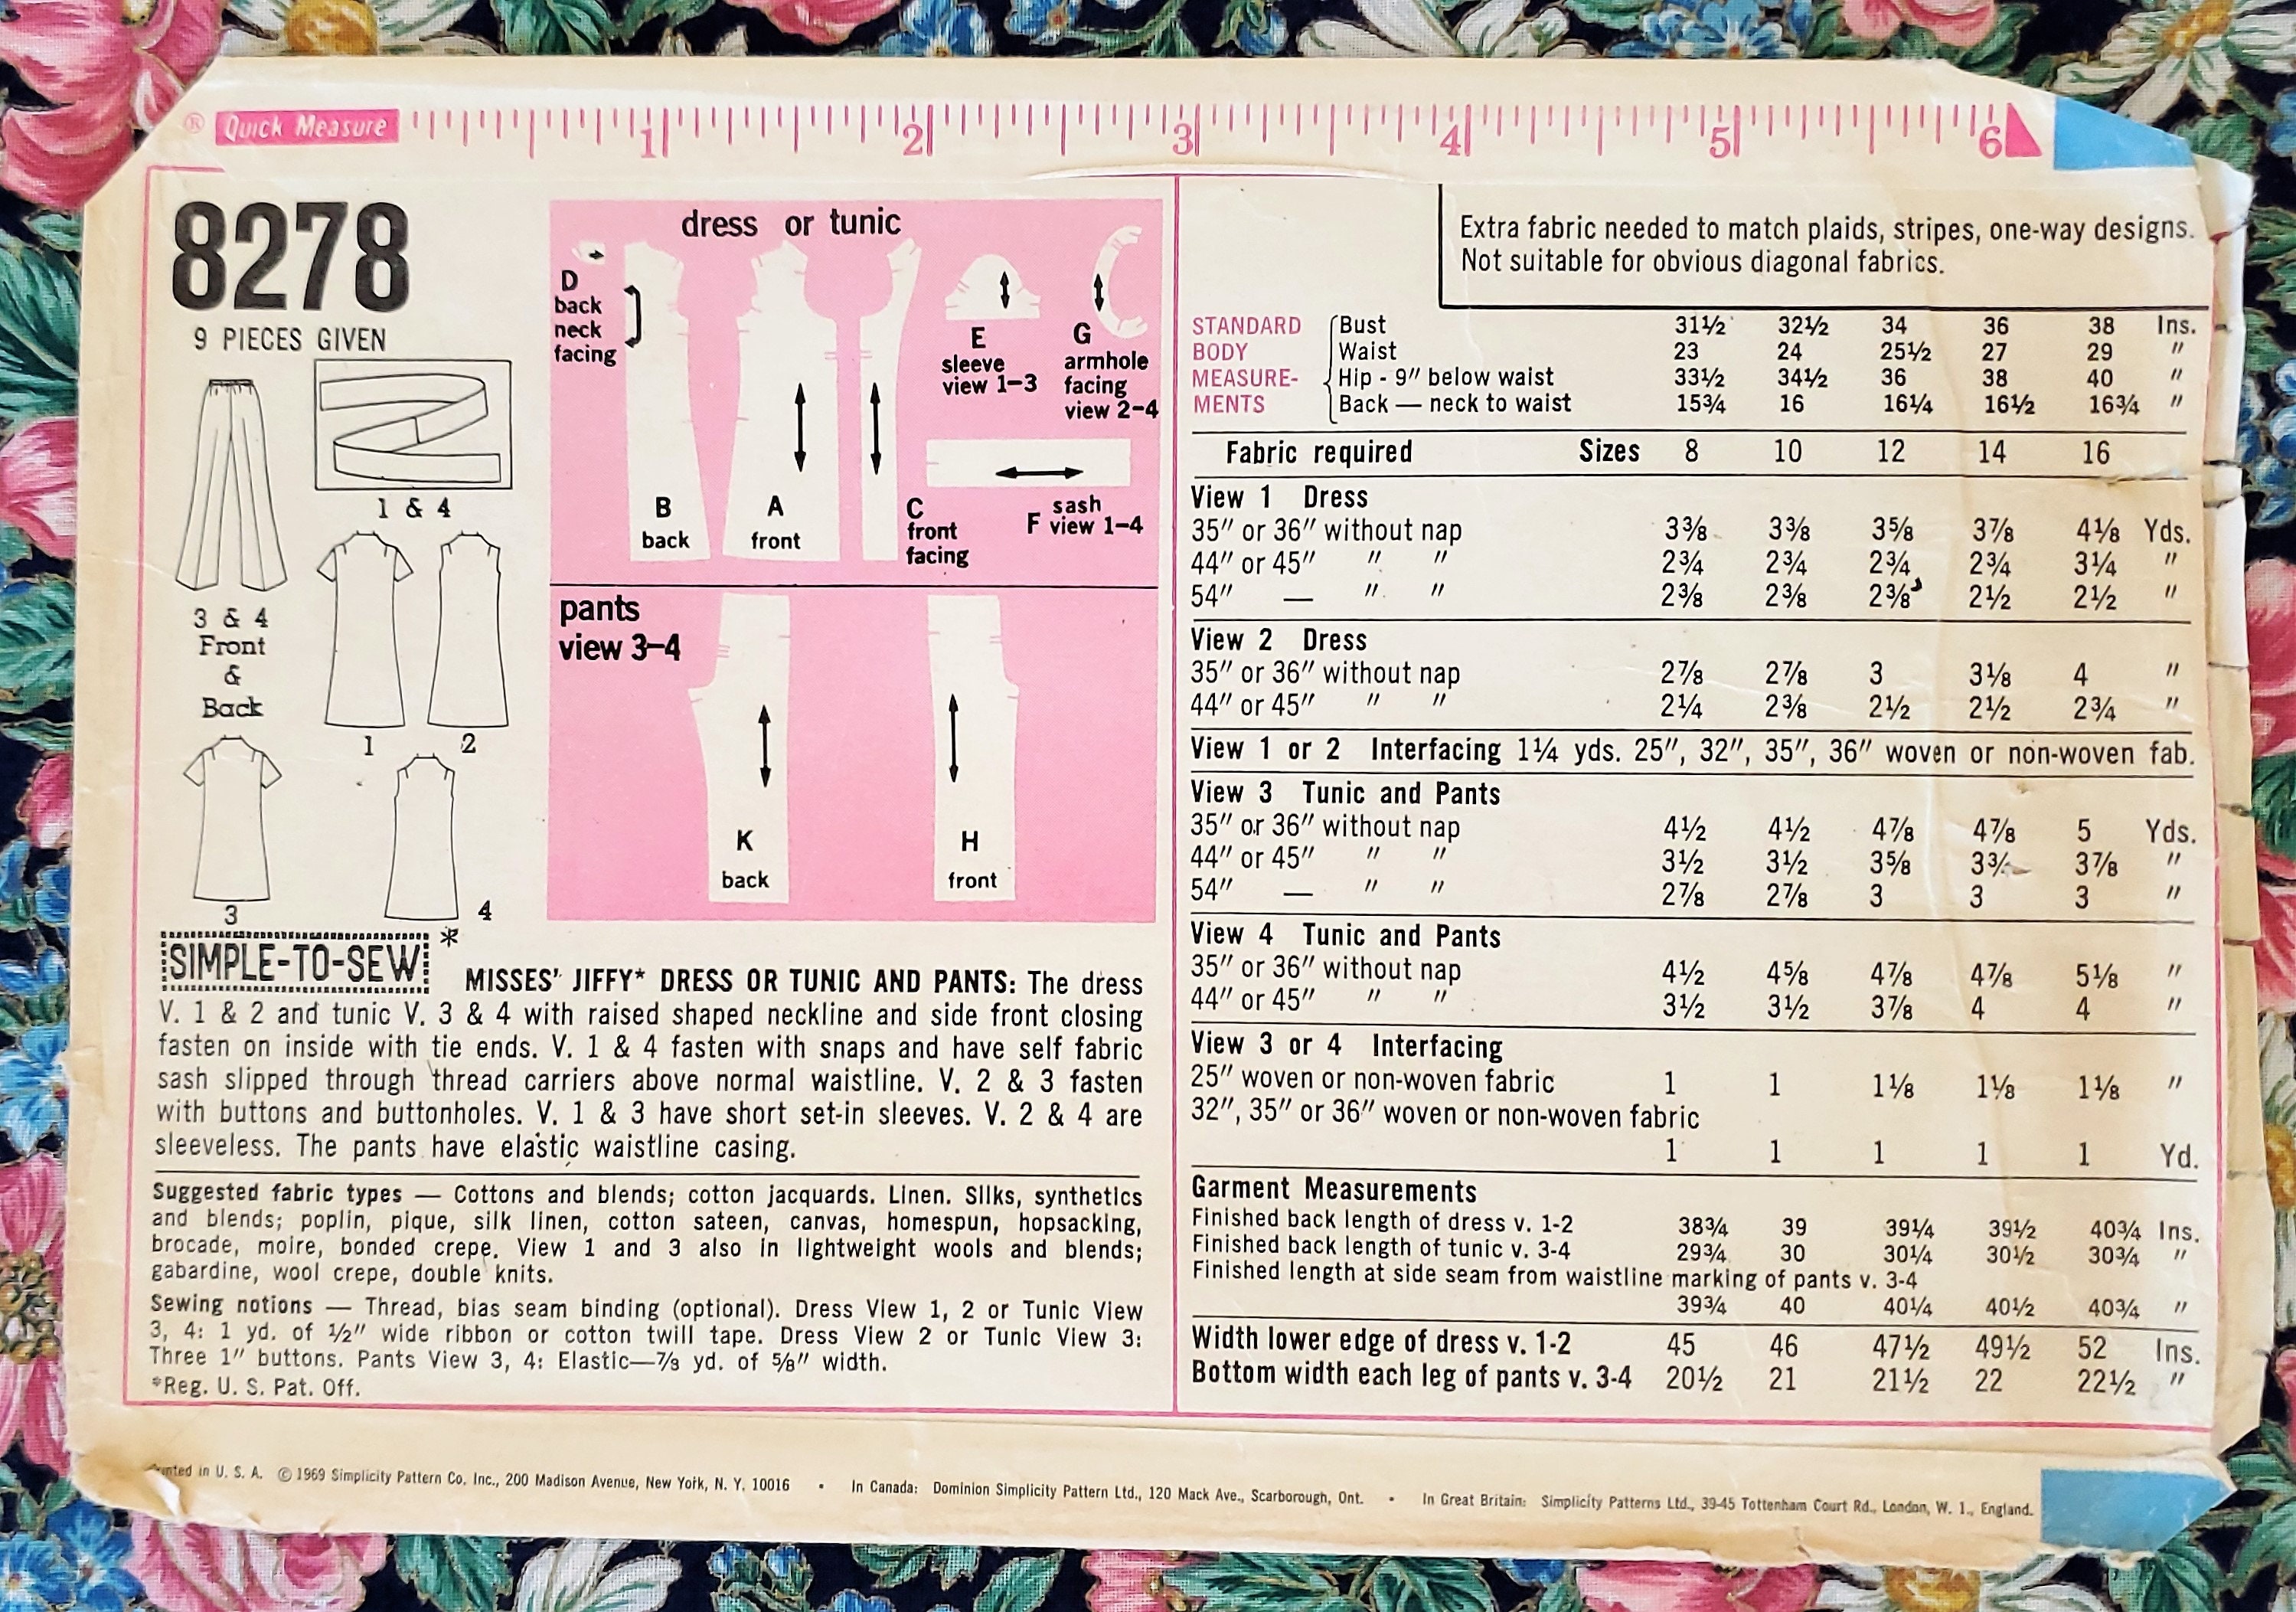 ® Quick Measure 1 2 3 4 5 6
8278
9 PIECES GIVEN
1 & 4
3 & 4
Front
&
Back
1
2
3
4
dress or tunic
D
back
neck
facing
B
back
A
front
C
front
facing
E
sleeve
view 1-3
G
armhole
facing
view 2-4
sash
F view 1-4
pants
view 3-4
K
back
H
front
SIMPLE-TO-SEW*
MISSES' JIFFY* DRESS OR TUNIC AND PANTS: The dress
V. 1 & 2 and tunic V. 3 & 4 with raised shaped neckline and side front closing
fasten on inside with tie ends. V. 1 & 4 fasten with snaps and have self fabric
sash slipped through thread carriers above normal waistline. V. 2 & 3 fasten
with buttons and buttonholes. V. 1 & 3 have short set-in sleeves. V. 2 & 4 are
sleeveless. The pants have elastic waistline casing.
Suggested fabric types — Cottons and blends; cotton jacquards. Linen. Silks, synthetics
and blends; poplin, pique, silk linen, cotton sateen, canvas, homespun, hopsacking,
brocade, moire, bonded crepe. View 1 and 3 also in lightweight wools and blends;
gabardine, wool crepe, double knits.
Sewing notions — Thread, bias seam binding (optional). Dress View 1, 2 or Tunic View
3, 4: 1 yd. of ½" wide ribbon or cotton twill tape. Dress View 2 or Tunic View 3:
Three 1" buttons. Pants View 3, 4: Elastic—⅞ yd. of ⅝" width.
*Reg. U. S. Pat. Off.
Extra fabric needed to match plaids, stripes, one-way designs.
Not suitable for obvious diagonal fabrics.
STANDARD BODY MEASURE-MENTS
Bust 31½ 32½ 34 36 38 Ins.
Waist 23 24 25½ 27 29 "
Hip - 9" below waist 33½ 34½ 36 38 40 "
Back — neck to waist 15¾ 16 16¼ 16½ 16¾ "
Fabric required Sizes 8 10 12 14 16
View 1 Dress
35" or 36" without nap 3⅜ 3⅜ 3⅝ 3⅞ 4⅛ Yds.
44" or 45" " " 2¾ 2¾ 2¾ 2¾ 3¼ "
54" — " " 2⅜ 2⅜ 2⅜ 2½ 2½ "
View 2 Dress
35" or 36" without nap 2⅞ 2⅞ 3 3⅛ 4 "
44" or 45" " " 2¼ 2⅜ 2½ 2½ 2¾ "
View 1 or 2 Interfacing 1¼ yds. 25", 32", 35", 36" woven or non-woven fab.
View 3 Tunic and Pants
35" or 36" without nap 4½ 4½ 4⅞ 4⅞ 5 Yds.
44" or 45" " " 3½ 3½ 3⅝ 3¾ 3⅞ "
54" — " " 2⅞ 2⅞ 3 3 3 "
View 4 Tunic and Pants
35" or 36" without nap 4½ 4⅝ 4⅞ 4⅞ 5⅛ "
44" or 45" " " 3½ 3½ 3⅞ 4 4 "
View 3 or 4 Interfacing
25" woven or non-woven fabric 1 1 1⅛ 1⅛ 1⅛ "
32", 35" or 36" woven or non-woven fabric
1 1 1 1 1 Yd.
Garment Measurements
Finished back length of dress v. 1-2 38¾ 39 39¼ 39½ 40¾ Ins.
Finished back length of tunic v. 3-4 29¾ 30 30¼ 30½ 30¾ "
Finished length at side seam from waistline marking of pants v. 3-4
39¾ 40 40¼ 40½ 40¾ "
Width lower edge of dress v. 1-2 45 46 47½ 49½ 52 Ins.
Bottom width each leg of pants v. 3-4 20½ 21 21½ 22 22½ "
in U. S. A. © 1969 Simplicity Pattern Co. Inc., 200 Madison Avenue, New York, N. Y. 10016 • In Canada: Dominion Simplicity Pattern Ltd., 120 Mack Ave., Scarborough, Ont. • In Great Britain: Simplicity Patterns Ltd., 39-45 Tottenham Court Rd., London, W. 1., England.